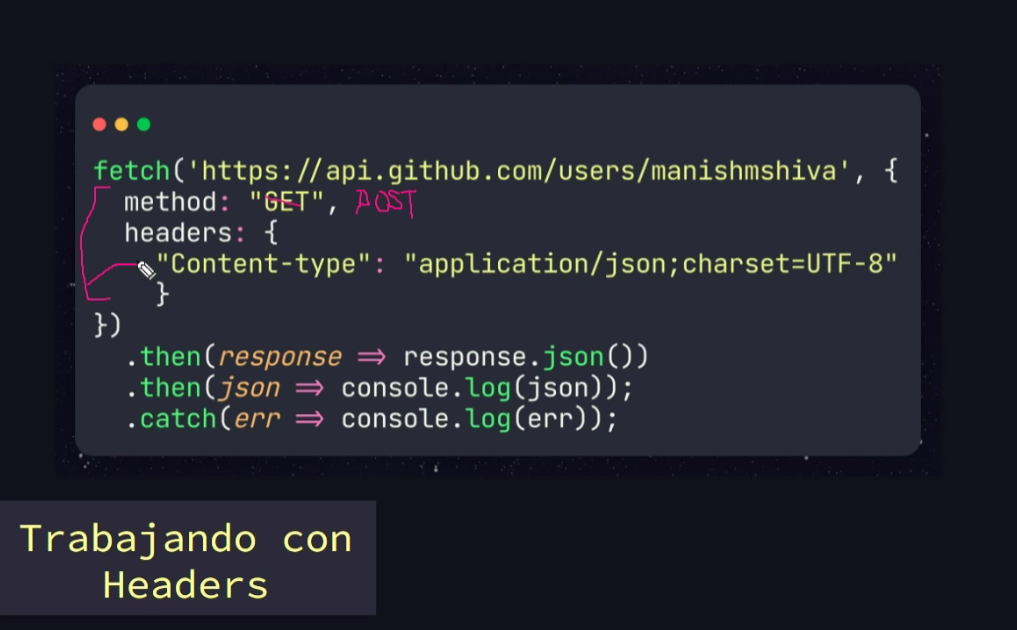 fetch('https://api.github.com/users/manishmshiva', {
method: "GET", POST
headers: {
"Content-type": "application/json;charset=UTF-8"
}
})
.then(response => response.json())
.then(json => console.log(json));
.catch(err => console.log(err));
Trabajando con
Headers